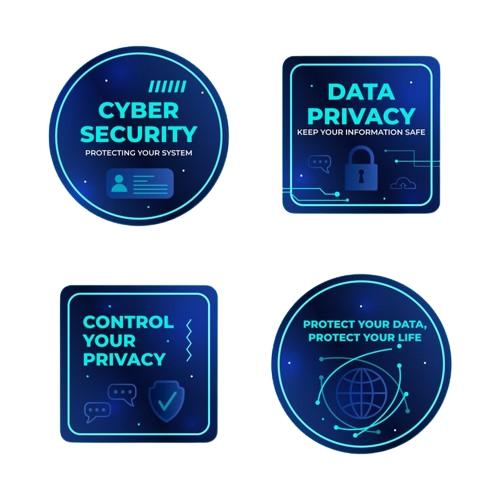 CYBER
SECURITY
PROTECTING YOUR SYSTEM
DATA
PRIVACY
KEEP YOUR INFORMATION SAFE
CONTROL
YOUR
PRIVACY
PROTECT YOUR DATA,
PROTECT YOUR LIFE